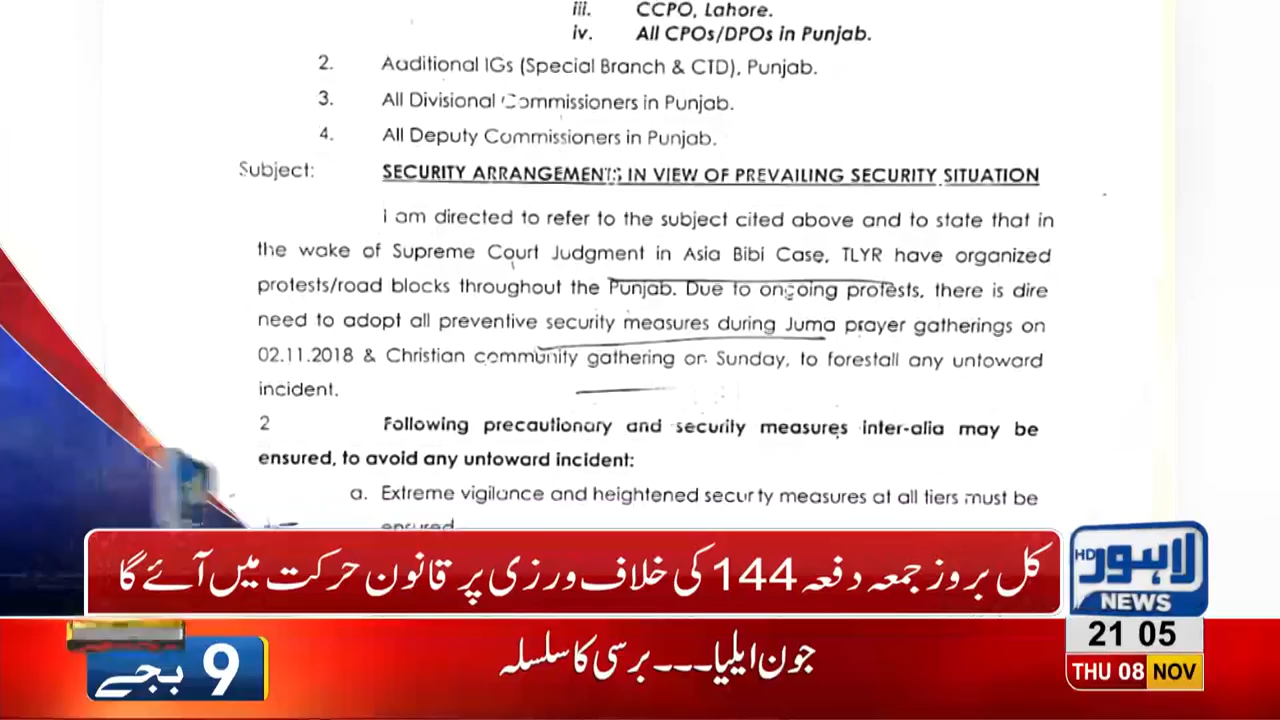 iii. CCPO, Lahore.
iv. All CPOs/DPOs in Punjab.
2. Additional IGs (Special Branch & CTD), Punjab.
3. All Divisional Commissioners in Punjab.
4. All Deputy Commissioners in Punjab.
Subject: SECURITY ARRANGEMENTS IN VIEW OF PREVAILING SECURITY SITUATION
I am directed to refer to the subject cited above and to state that in
the wake of Supreme Court Judgment in Asia Bibi Case, TLYR have organized
protests/road blocks throughout the Punjab. Due to ongoing protests, there is dire
need to adopt all preventive security measures during Juma prayer gatherings on
02.11.2018 & Christian community gathering on Sunday, to forestall any untoward
incident.
2 Following precautionary and security measures inter-alia may be
ensured, to avoid any untoward incident:
a. Extreme vigilance and heightened security measures at all tiers must be
ensured
کل بروز جمعہ دفعہ 144 کی خلاف ورزی پر قانون حرکت میں آئے گا
لاہور HD
NEWS
21 05
THU 08 NOV
جون ایلیا۔۔۔برسی کا سلسلہ
9 بجے